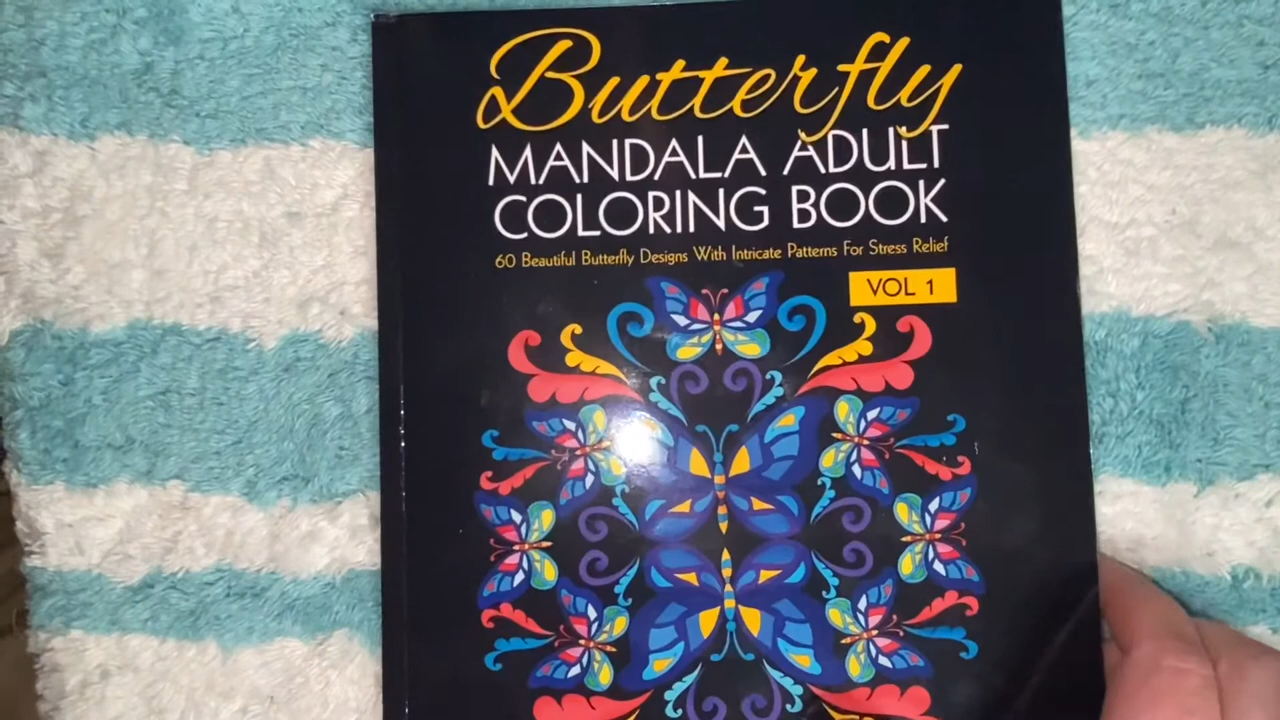 Butterfly
MANDALA ADULT
COLORING BOOK
60 Beautiful Butterfly Designs With Intricate Patterns For Stress Relief
VOL 1